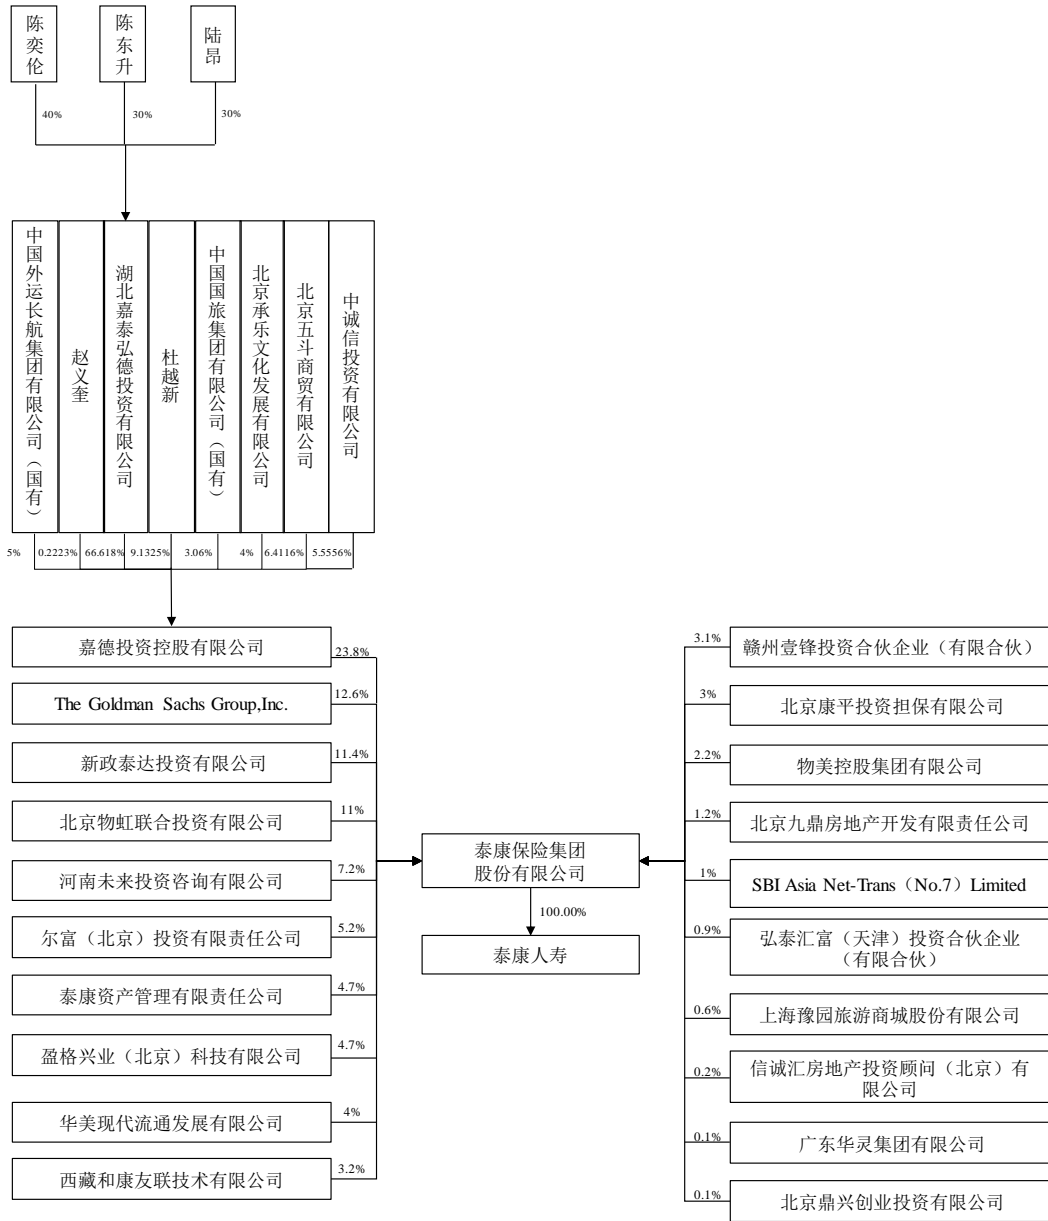 陈奕伦
陈东升
陆昂
40%
30%
30%
中国外运长航集团有限公司（国有）
赵义奎
湖北嘉泰弘德投资有限公司
杜越新
中国国旅集团有限公司（国有）
北京承乐文化发展有限公司
北京五斗商贸有限公司
中诚信投资有限公司
5%
0.2223%
66.618%
9.1325%
3.06%
4%
6.4116%
5.5556%
嘉德投资控股有限公司
23.8%
The Goldman Sachs Group,Inc.
12.6%
新政泰达投资有限公司
11.4%
北京物虹联合投资有限公司
11%
河南未来投资咨询有限公司
7.2%
尔富（北京）投资有限责任公司
5.2%
泰康资产管理有限责任公司
4.7%
盈格兴业（北京）科技有限公司
4.7%
华美现代流通发展有限公司
4%
西藏和康友联技术有限公司
3.2%
泰康保险集团
股份有限公司
100.00%
泰康人寿
3.1%
赣州壹锋投资合伙企业（有限合伙）
3%
北京康平投资担保有限公司
2.2%
物美控股集团有限公司
1.2%
北京九鼎房地产开发有限责任公司
1%
SBI Asia Net-Trans（No.7）Limited
0.9%
弘泰汇富（天津）投资合伙企业
（有限合伙）
0.6%
上海豫园旅游商城股份有限公司
0.2%
信诚汇房地产投资顾问（北京）有
限公司
0.1%
广东华灵集团有限公司
0.1%
北京鼎兴创业投资有限公司